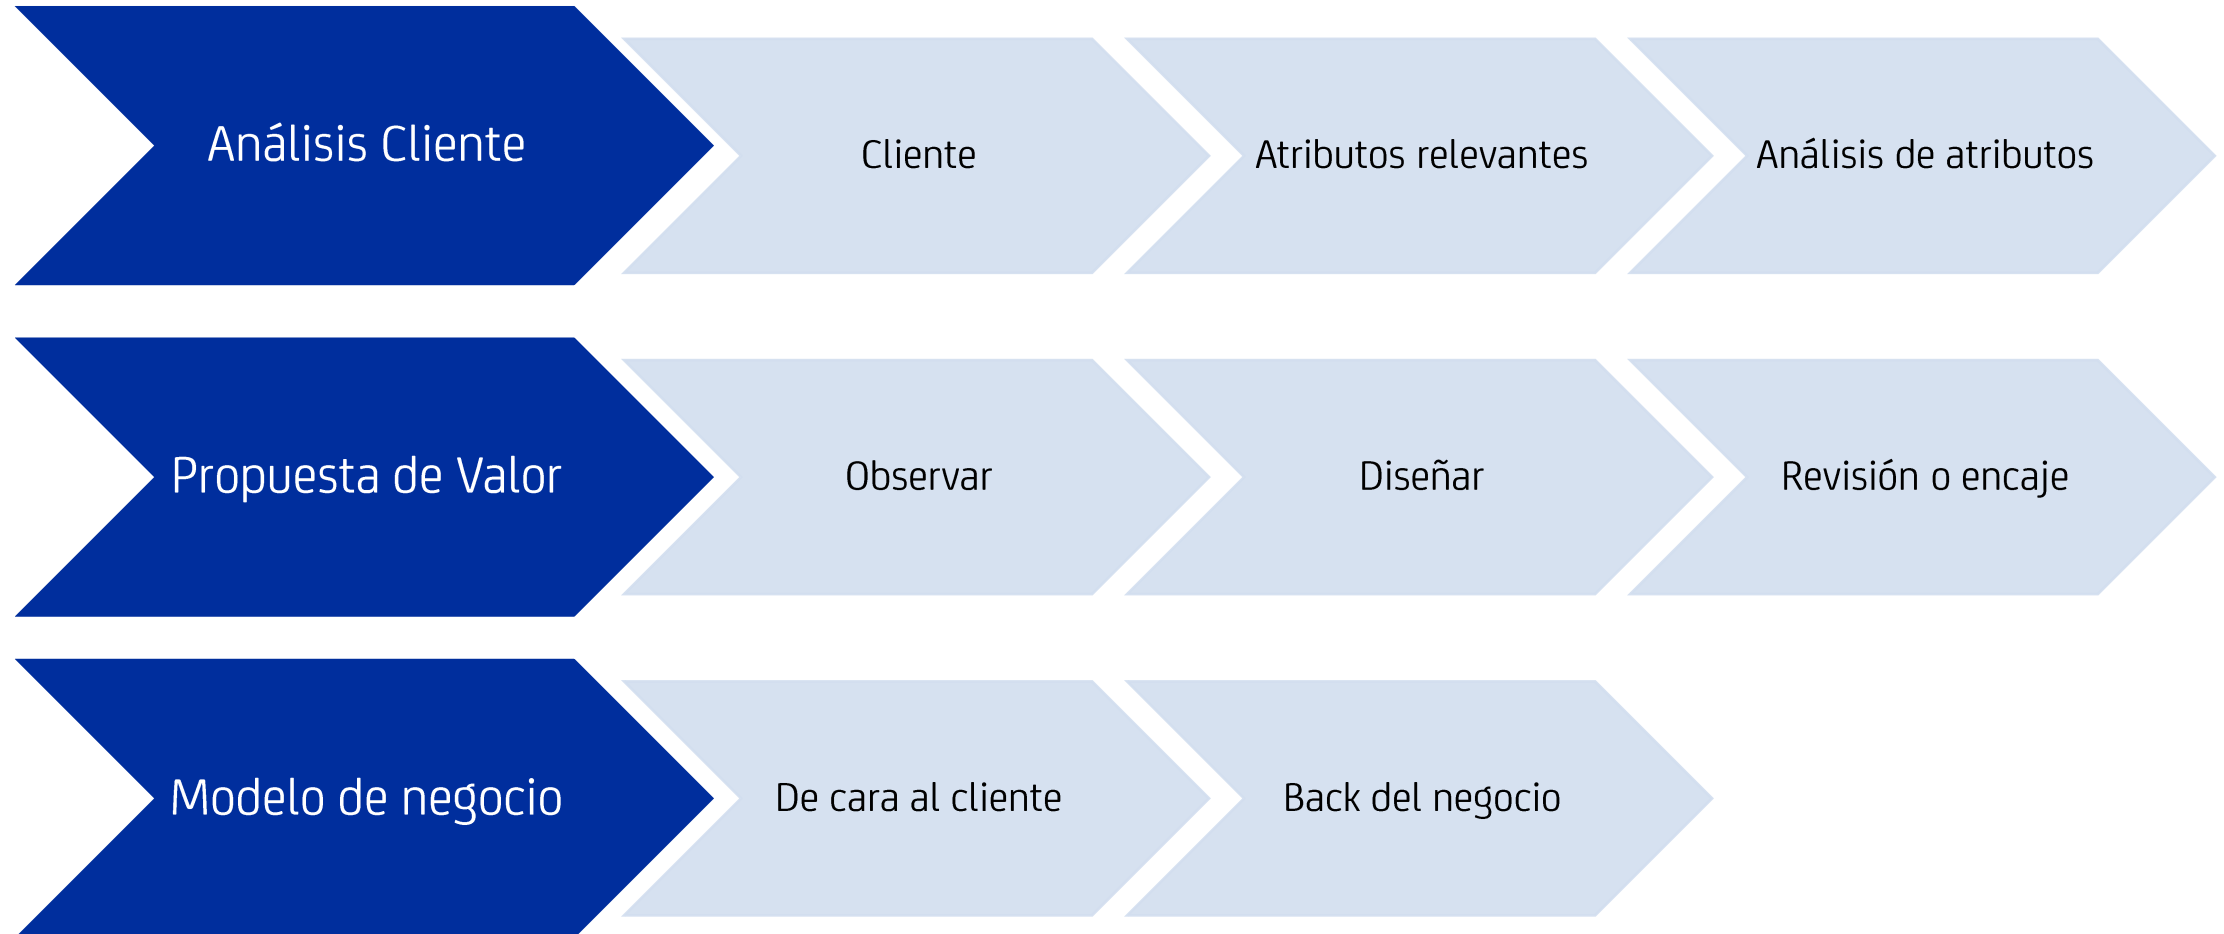 Análisis Cliente
Cliente
Atributos relevantes
Análisis de atributos
Propuesta de Valor
Observar
Diseñar
Revisión o encaje
Modelo de negocio
De cara al cliente
Back del negocio